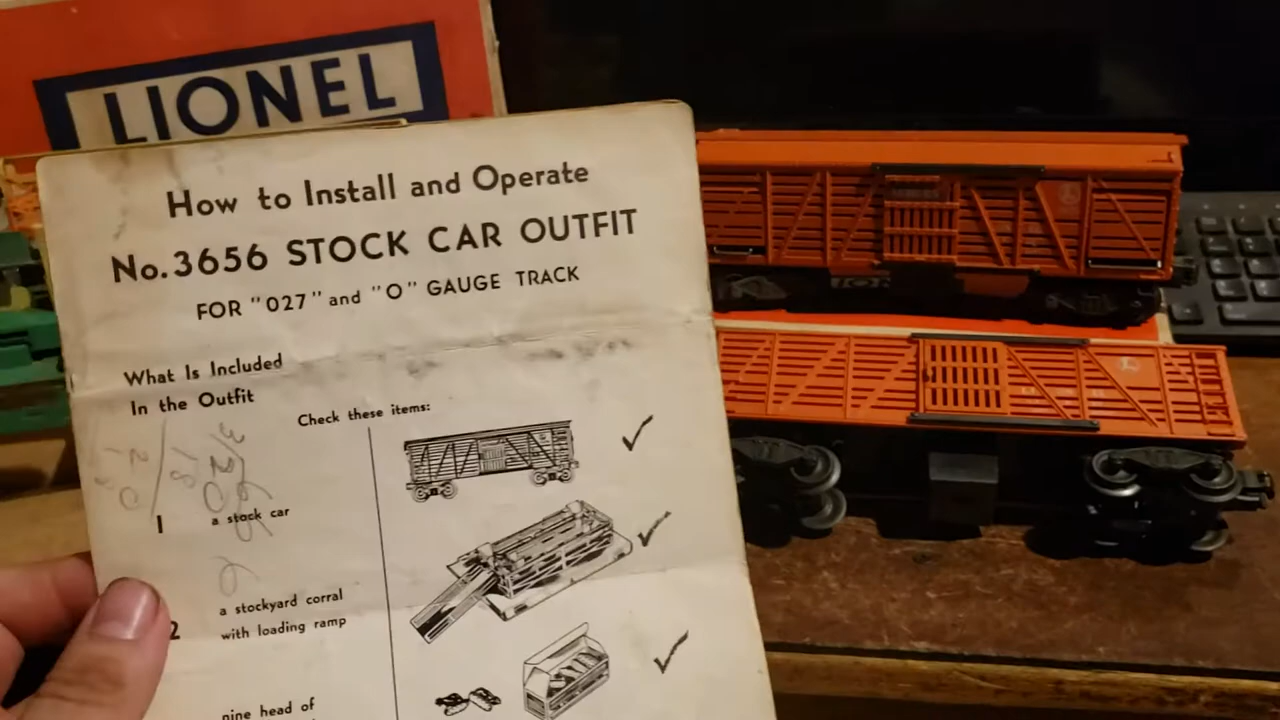 LIONEL
How to Install and Operate
No. 3656 STOCK CAR OUTFIT
FOR "027" and "O" GAUGE TRACK
What Is Included
In the Outfit
Check these items:
1 a stock car
2 a stockyard corral
with loading ramp
nine head of